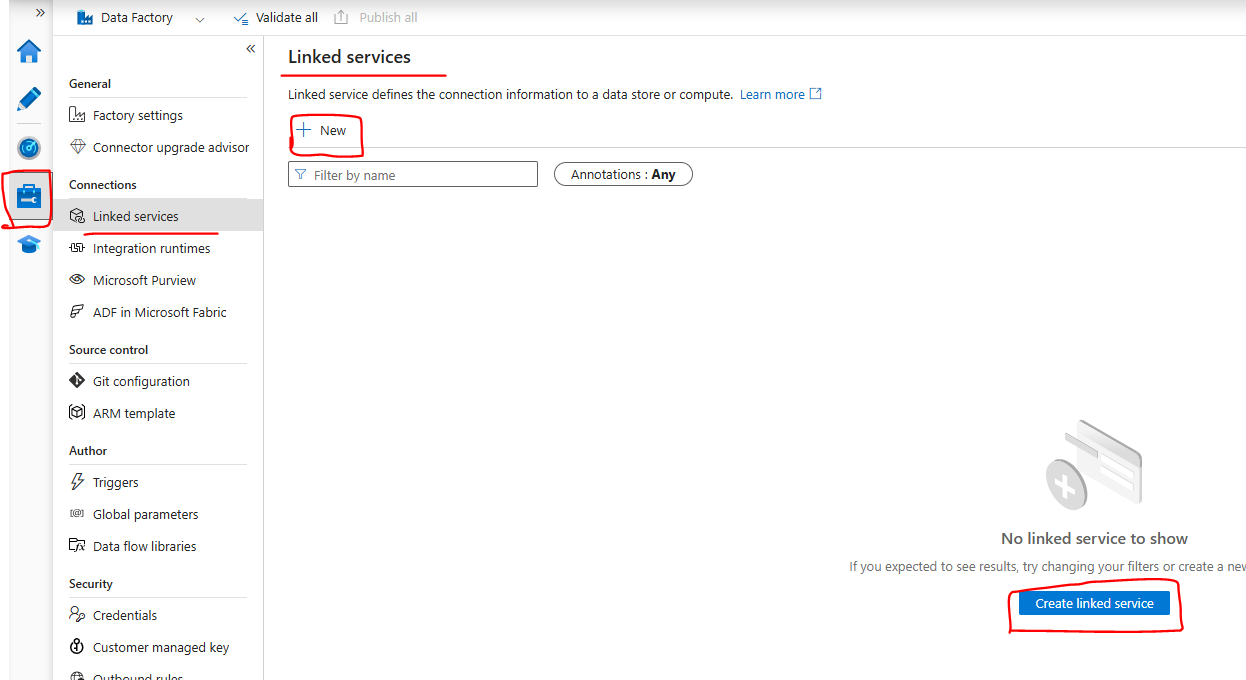 Data Factory
Validate all
Publish all
General
Factory settings
Connector upgrade advisor
Connections
Linked services
Integration runtimes
Microsoft Purview
ADF in Microsoft Fabric
Source control
Git configuration
ARM template
Author
Triggers
Global parameters
Data flow libraries
Security
Credentials
Customer managed key
Outbound rules
Linked services
Linked service defines the connection information to a data store or compute. Learn more
New
Filter by name
Annotations : Any
No linked service to show
If you expected to see results, try changing your filters or create a new
Create linked service